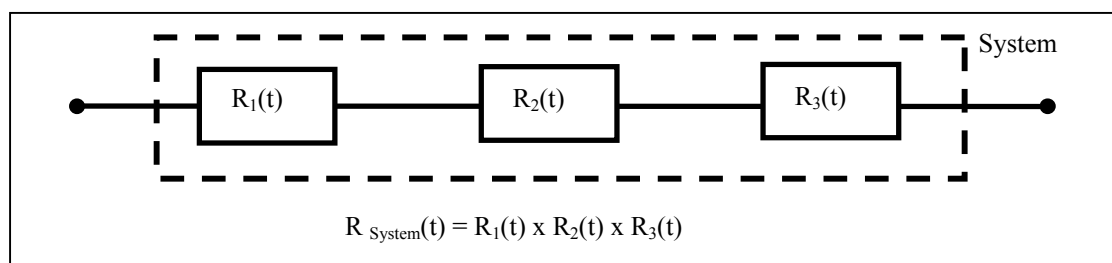 System
R₁(t)
R₂(t)
R₃(t)
R System(t) = R₁(t) x R₂(t) x R₃(t)